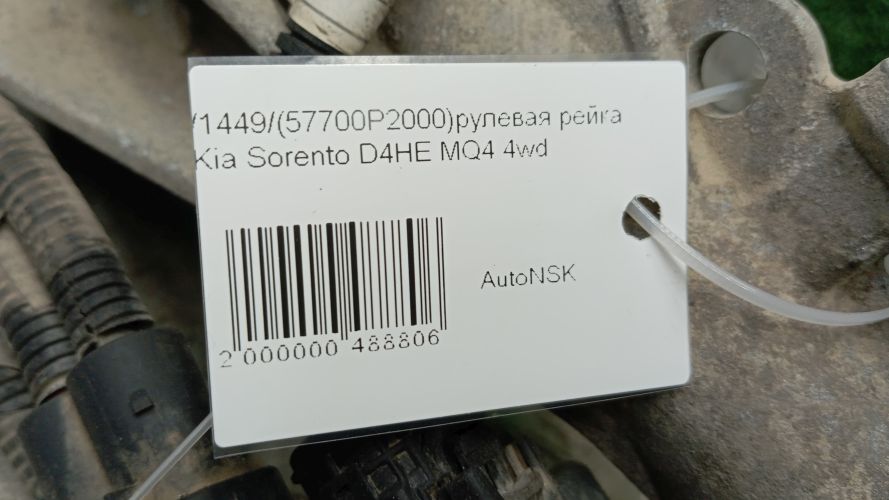 /1449/(57700P2000)рулевая рейка
Kia Sorento D4HE MQ4 4wd
AutoNSK
2 000000 488806